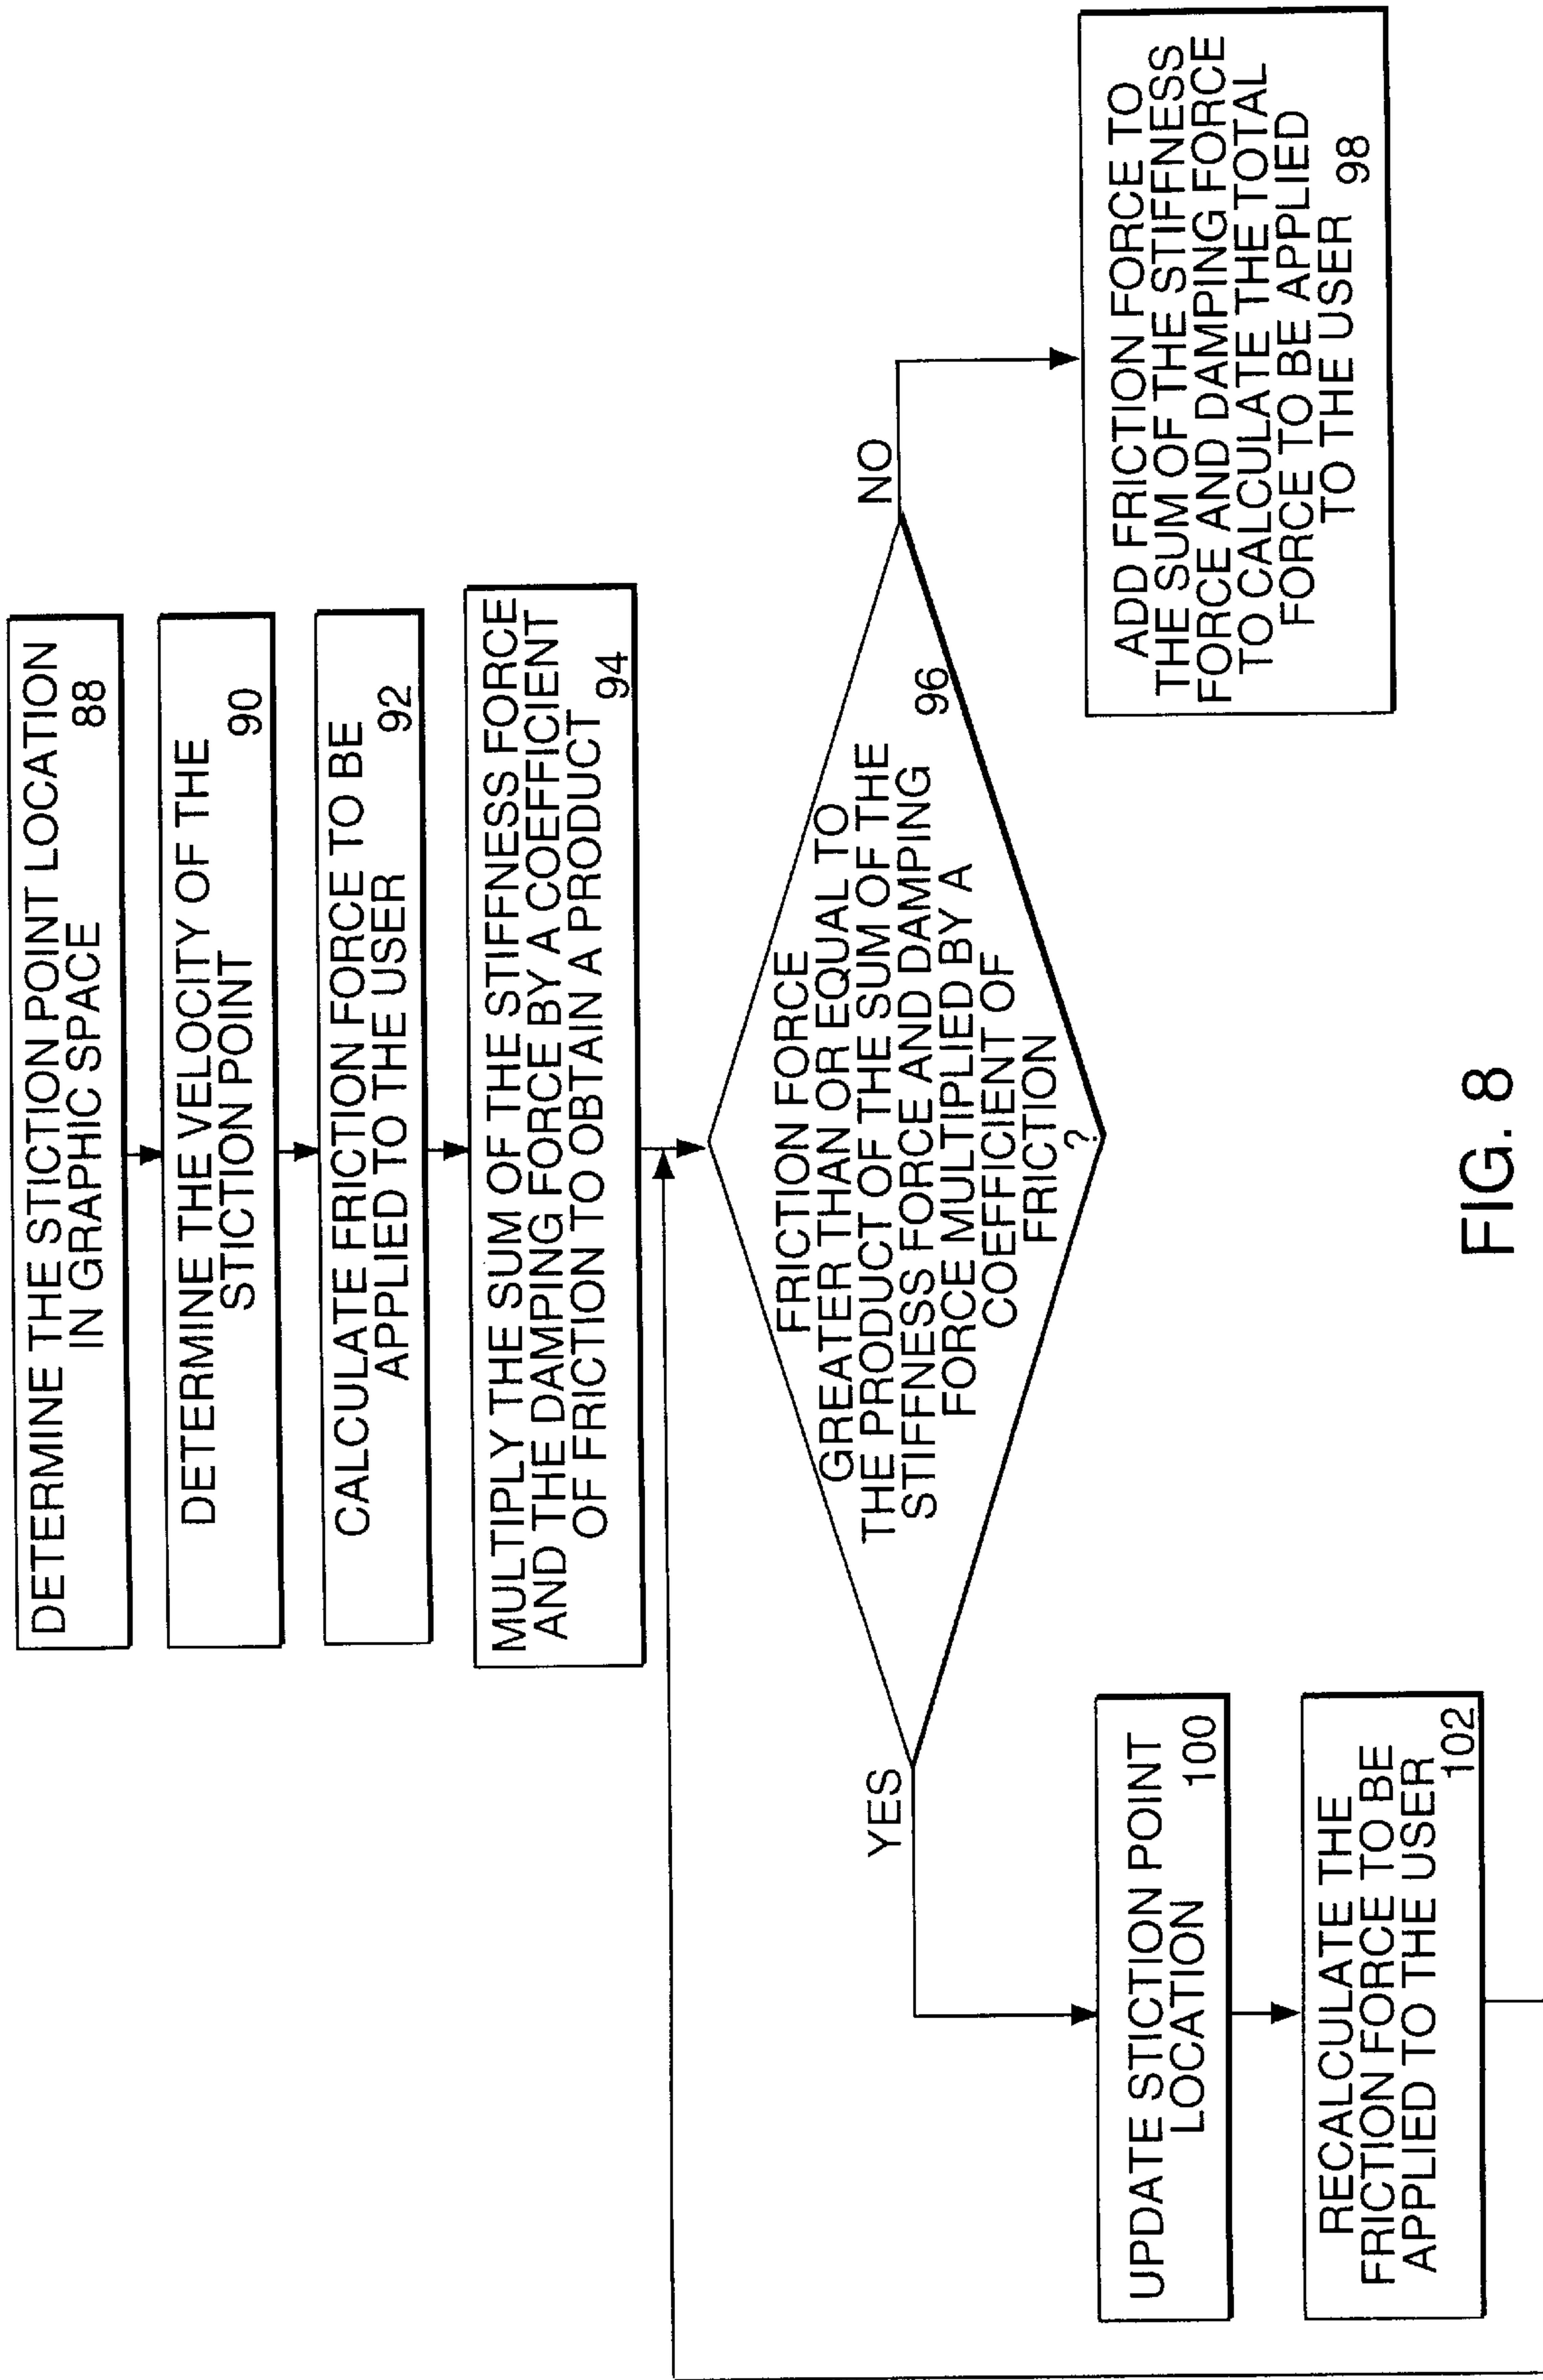 DETERMINE THE STICTION POINT LOCATION
IN GRAPHIC SPACE 88
DETERMINE THE VELOCITY OF THE
STICTION POINT 90
CALCULATE FRICTION FORCE TO BE
APPLIED TO THE USER 92
MULTIPLY THE SUM OF THE STIFFNESS FORCE
AND THE DAMPING FORCE BY A COEFFICIENT
OF FRICTION TO OBTAIN A PRODUCT 94
FRICTION FORCE
GREATER THAN OR EQUAL TO
THE PRODUCT OF THE SUM OF THE
STIFFNESS FORCE AND DAMPING 96
FORCE MULTIPLIED BY A
COEFFICIENT OF
FRICTION
?
YES
NO
UPDATE STICTION POINT
LOCATION 100
RECALCULATE THE
FRICTION FORCE TO BE
APPLIED TO THE USER
102
ADD FRICTION FORCE TO
THE SUM OF THE STIFFNESS
FORCE AND DAMPING FORCE
TO CALCULATE THE TOTAL
FORCE TO BE APPLIED
TO THE USER 98
FIG. 8